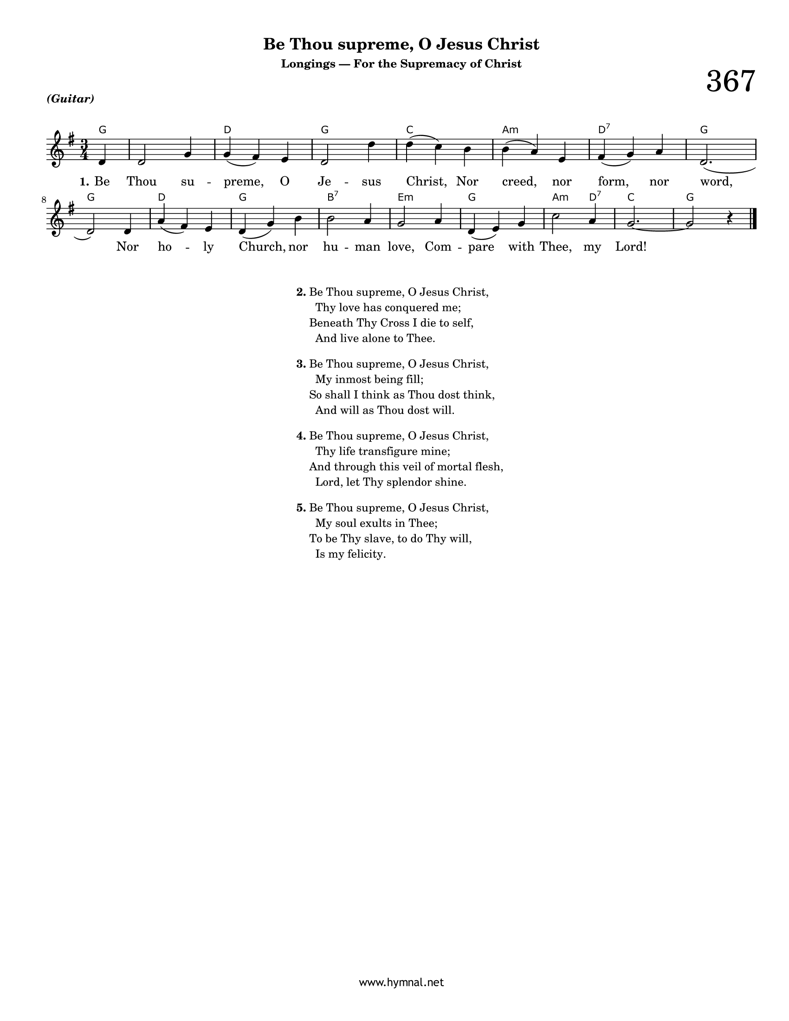 Be Thou supreme, O Jesus Christ
Longings — For the Supremacy of Christ
367
(Guitar)
G D G C Am D7 G
3
4
1. Be Thou su - preme, O Je - sus Christ, Nor creed, nor form, nor word,
8
G D G B7 Em G Am D7 C G
Nor ho - ly Church, nor hu - man love, Com - pare with Thee, my Lord!
2. Be Thou supreme, O Jesus Christ,
Thy love has conquered me;
Beneath Thy Cross I die to self,
And live alone to Thee.
3. Be Thou supreme, O Jesus Christ,
My inmost being fill;
So shall I think as Thou dost think,
And will as Thou dost will.
4. Be Thou supreme, O Jesus Christ,
Thy life transfigure mine;
And through this veil of mortal flesh,
Lord, let Thy splendor shine.
5. Be Thou supreme, O Jesus Christ,
My soul exults in Thee;
To be Thy slave, to do Thy will,
Is my felicity.
www.hymnal.net